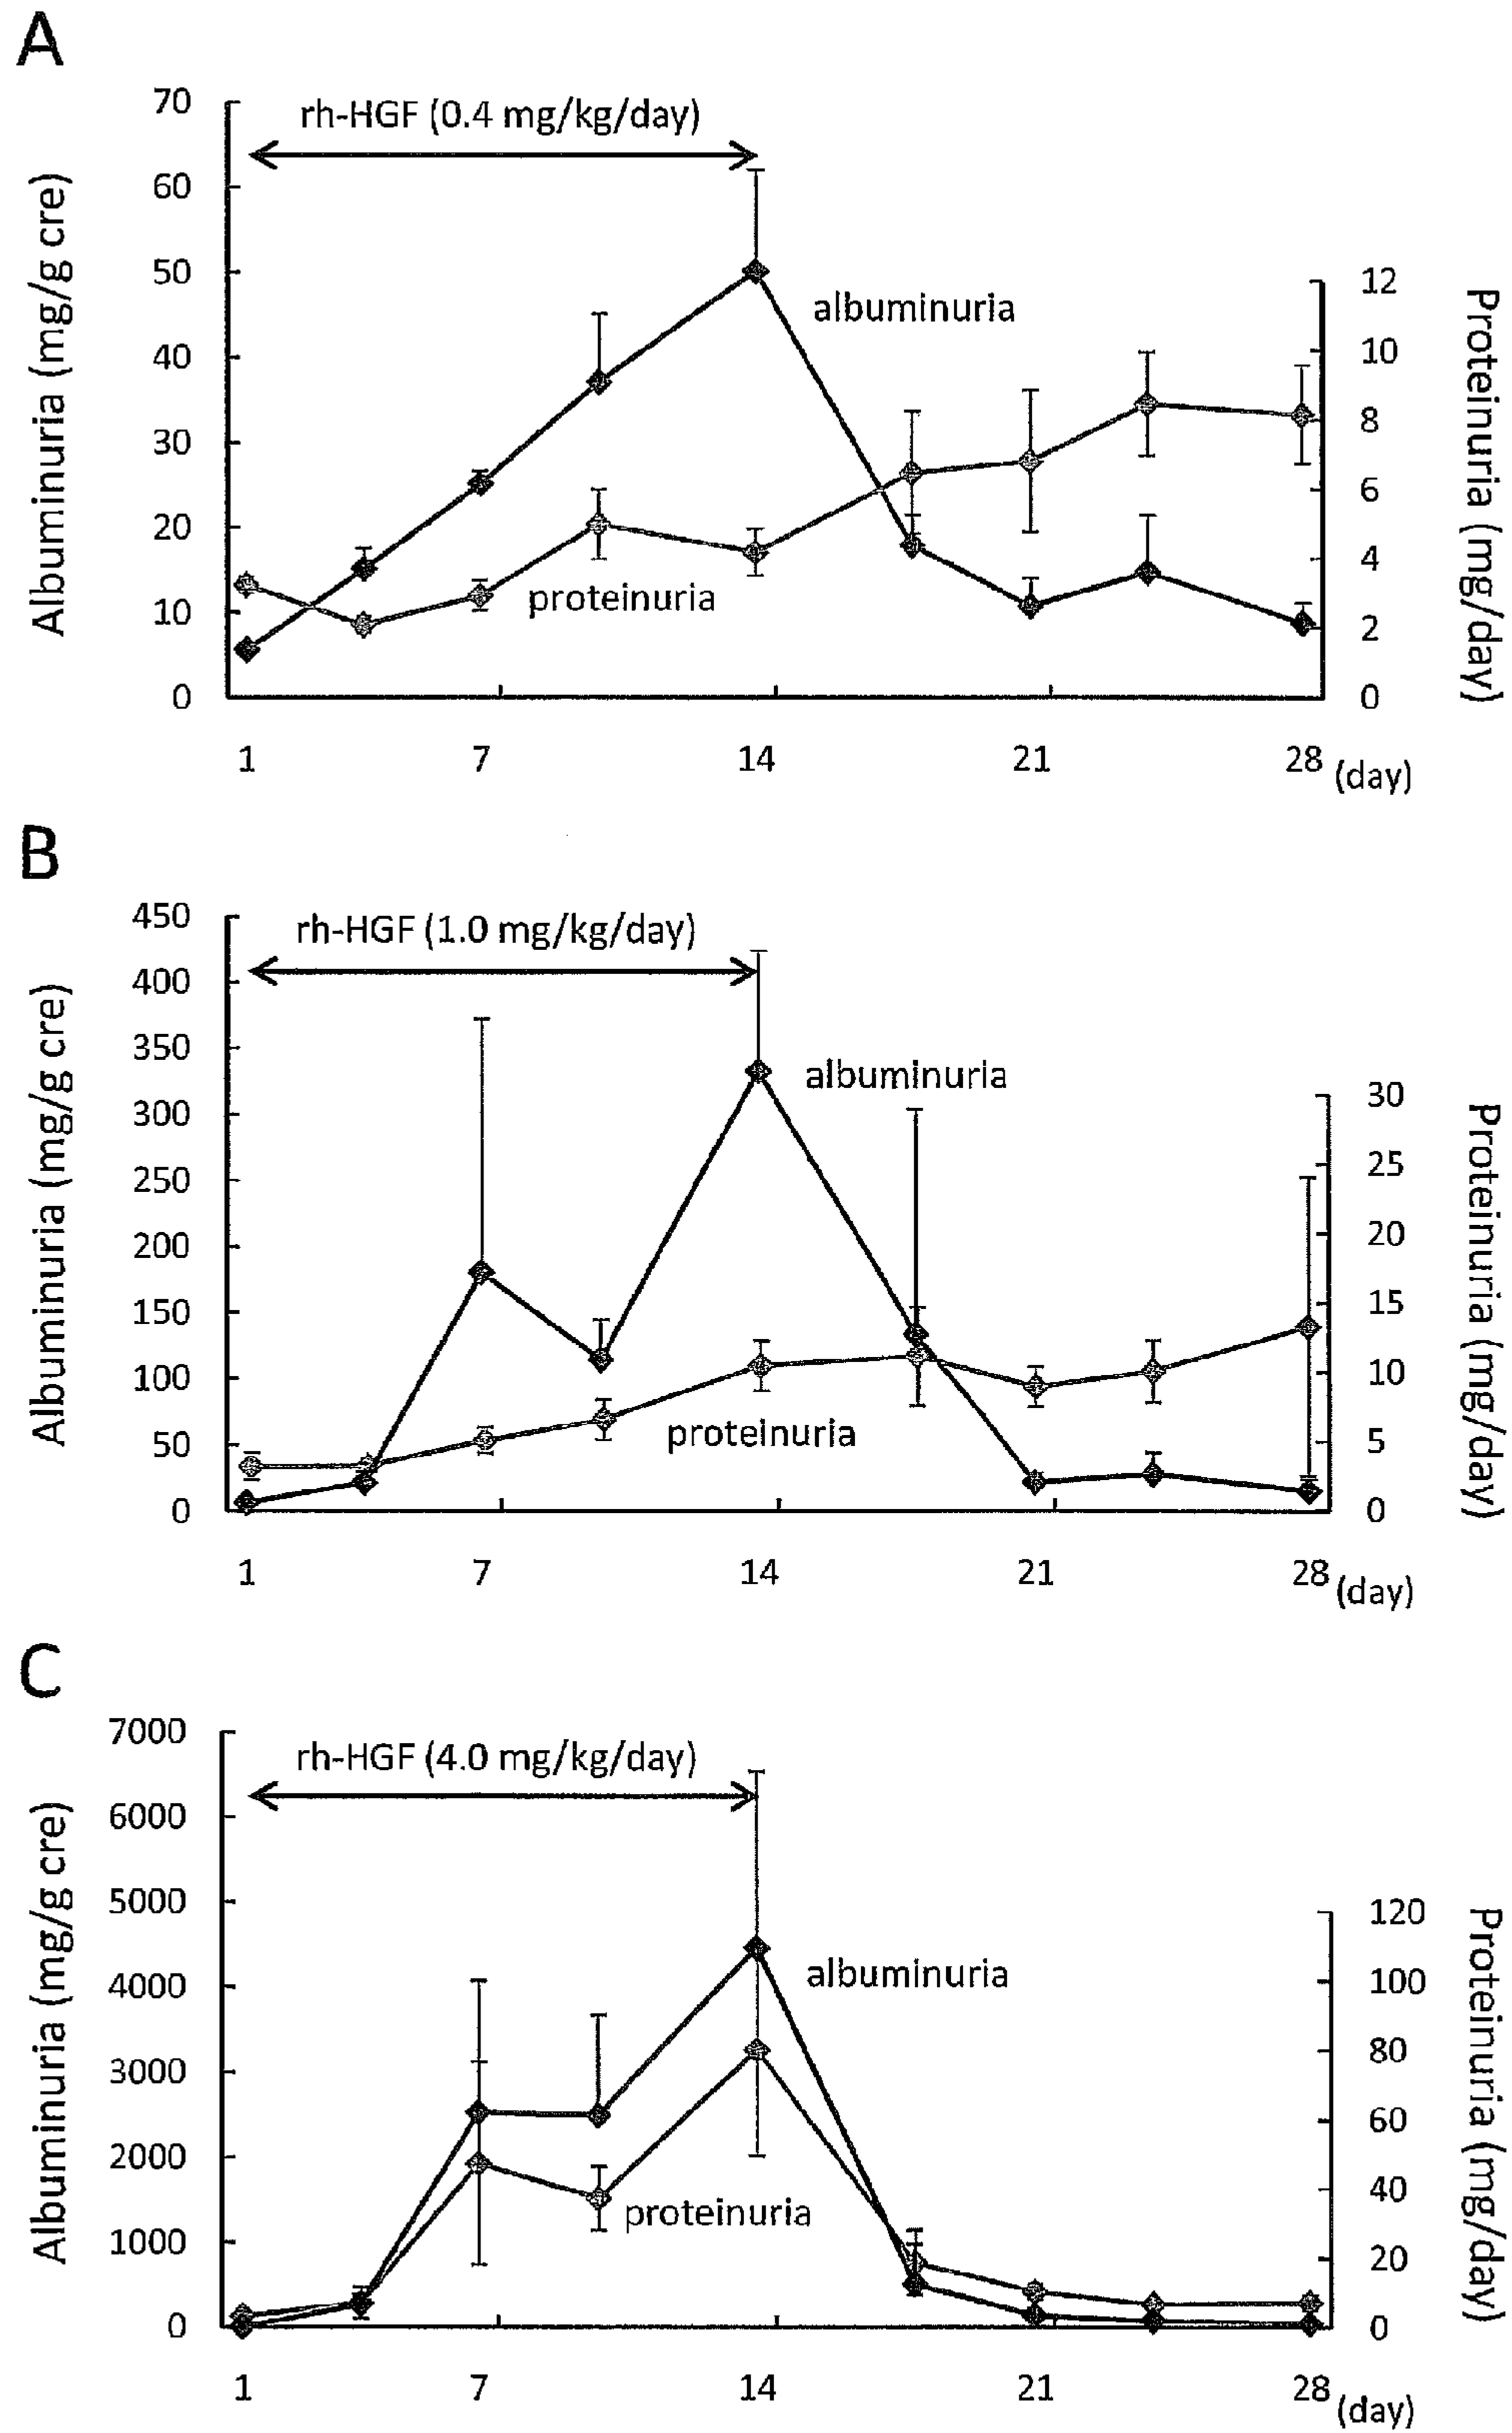 A
rh-HGF (0.4 mg/kg/day)
Albuminuria (mg/g cre)
70
60
50
40
30
20
10
0
albuminuria
proteinuria
12
10
8
6
4
2
0
Proteinuria (mg/day)
1 7 14 21 28 (day)
B
rh-HGF (1.0 mg/kg/day)
Albuminuria (mg/g cre)
450
400
350
300
250
200
150
100
50
0
albuminuria
proteinuria
30
25
20
15
10
5
0
Proteinuria (mg/day)
1 7 14 21 28 (day)
C
rh-HGF (4.0 mg/kg/day)
Albuminuria (mg/g cre)
7000
6000
5000
4000
3000
2000
1000
0
albuminuria
proteinuria
120
100
80
60
40
20
0
Proteinuria (mg/day)
1 7 14 21 28 (day)